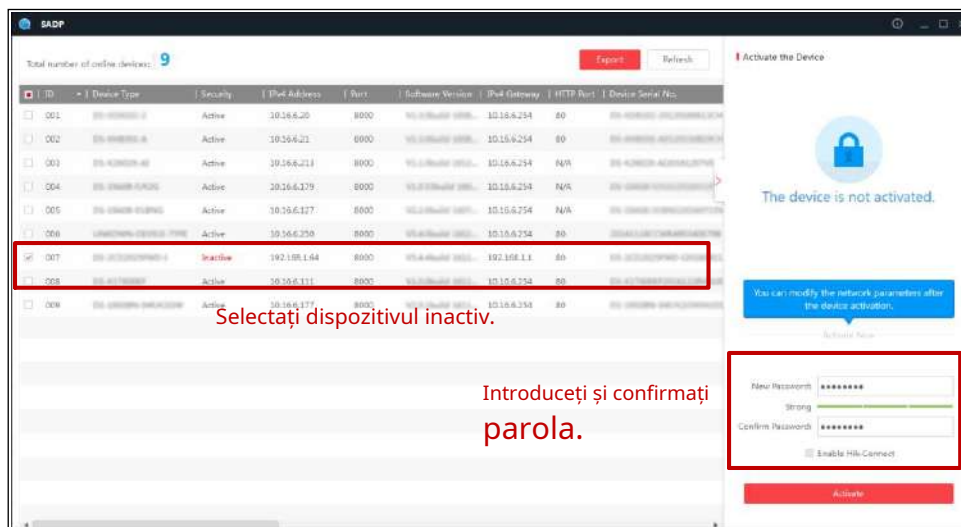 SADP
Total number of online devices: 9
Export
Refresh
ID Device Type Security IPv4 Address Port Software Version IPv4 Gateway HTTP Port Device Serial No.
001 Active 10.16.6.20 8000 10.16.6.254 80
002 Active 10.16.6.21 8000 10.16.6.254 80
003 Active 10.16.6.213 8000 10.16.6.254 N/A
004 Active 10.16.6.179 8000 10.16.6.254 N/A
005 Active 10.16.6.127 8000 10.16.6.254 N/A
006 Active 10.16.6.250 8000 10.16.6.254 80
007 Inactive 192.168.1.64 8000 192.168.1.1 80
008 Active 10.16.6.111 8000 10.16.6.254 80
009 Active 10.16.6.177 8000 10.16.6.254 80
Selectați dispozitivul inactiv.
Introduceți și confirmați
parola.
Activate the Device
The device is not activated.
You can modify the network parameters after
the device activation.
Activate Now
New Password:
Strong
Confirm Password:
Enable Hik-Connect
Activate